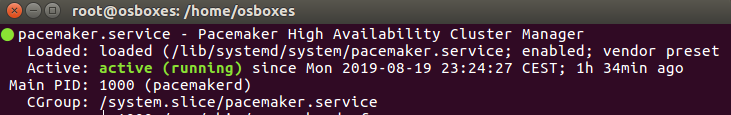 root@osboxes: /home/osboxes
● pacemaker.service - Pacemaker High Availability Cluster Manager
Loaded: loaded (/lib/systemd/system/pacemaker.service; enabled; vendor preset
Active: active (running) since Mon 2019-08-19 23:24:27 CEST; 1h 34min ago
Main PID: 1000 (pacemakerd)
CGroup: /system.slice/pacemaker.service